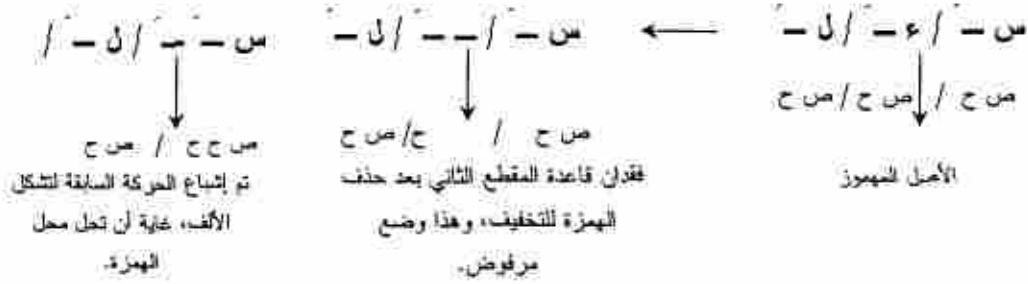 س ـَ / ء ـَ / ل ـَ
ص ح / ص ح / ص ح
الأصل المهموز
س ـَ / ـَ ـ / ل ـَ
ص ح / ح / ص ح
فقدان قاعدة المقطع الثاني بعد حذف
الهمزة للتخفيف، وهذا وضع
مرفوض.
س ـَ ـَ / ل ـَ /
ص ح ح / ص ح
تم إشباع الحركة السابقة لتشكل
الألف، غاية أن تحل محل
الهمزة.